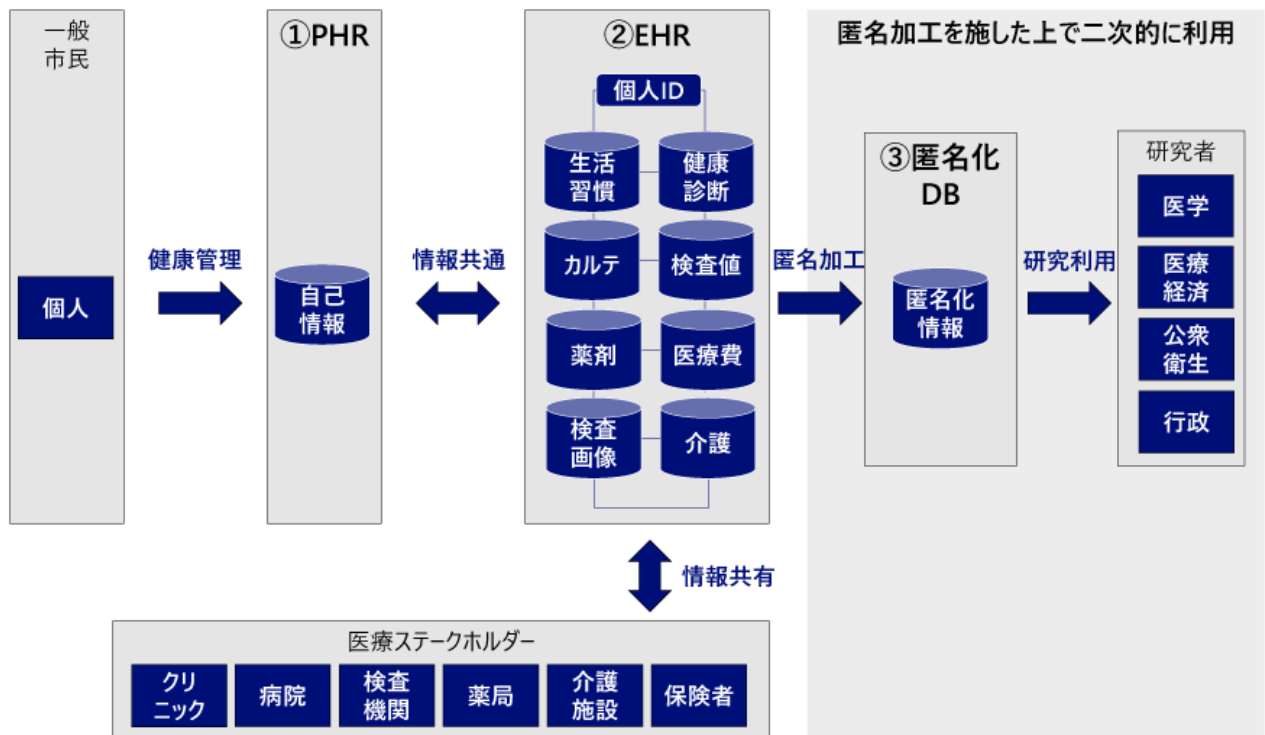 一般
市民
個人
健康管理
①PHR
自己
情報
情報共通
②EHR
個人ID
生活
習慣
健康
診断
カルテ
検査値
薬剤
医療費
検査
画像
介護
匿名加工を施した上で二次的に利用
匿名加工
③匿名化
DB
匿名化
情報
研究利用
研究者
医学
医療
経済
公衆
衛生
行政
情報共有
医療ステークホルダー
クリ
ニック
病院
検査
機関
薬局
介護
施設
保険者